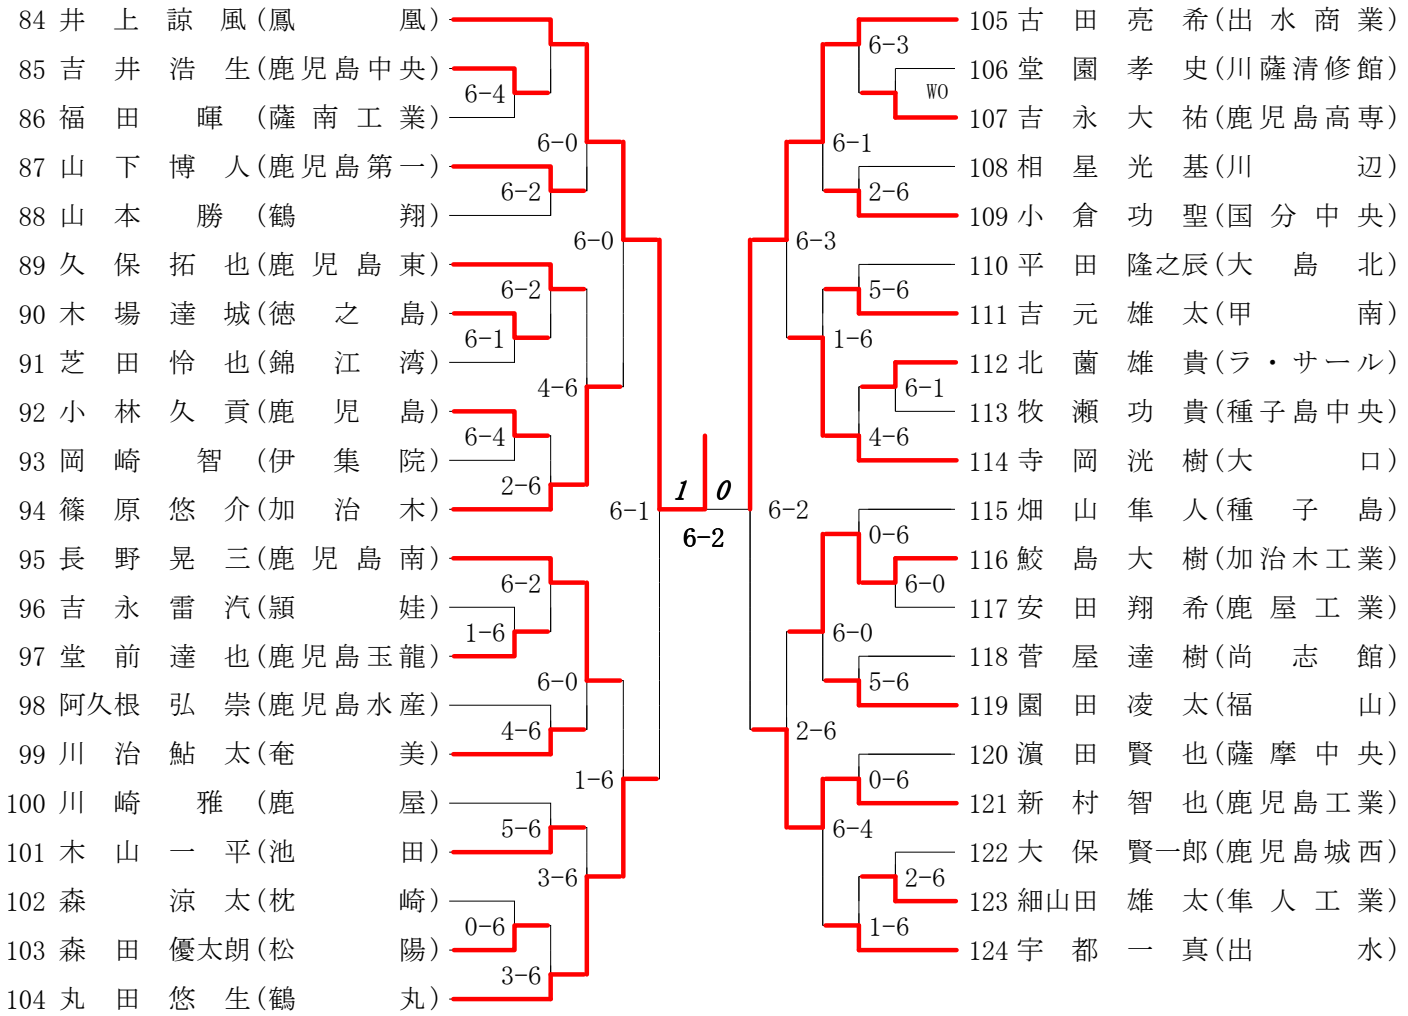 84 井上諒風(鳳凰)
85 吉井浩生(鹿児島中央)
6-4
86 福田暉(薩南工業)
6-0
87 山下博人(鹿児島第一)
6-2
88 山本勝(鶴翔)
6-0
89 久保拓也(鹿児島東)
6-2
90 木場達城(徳之島)
6-1
91 芝田怜也(錦江湾)
4-6
92 小林久貢(鹿児島)
6-4
93 岡崎智(伊集院)
2-6
94 篠原悠介(加治木)
6-1
95 長野晃三(鹿児島南)
6-2
96 吉永雷汽(頴娃)
1-6
97 堂前達也(鹿児島玉龍)
6-0
98 阿久根弘崇(鹿児島水産)
4-6
99 川治鮎太(奄美)
1-6
100 川崎雅(鹿屋)
5-6
101 木山一平(池田)
3-6
102 森涼太(枕崎)
0-6
103 森田優太朗(松陽)
3-6
104 丸田悠生(鶴丸)
1 0
6-2
105 古田亮希(出水商業)
6-3
106 堂園孝史(川薩清修館)
WO
107 吉永大祐(鹿児島高専)
6-1
108 相星光基(川辺)
2-6
109 小倉功聖(国分中央)
6-3
110 平田隆之辰(大島北)
5-6
111 吉元雄太(甲南)
1-6
112 北薗雄貴(ラ・サール)
6-1
113 牧瀬功貴(種子島中央)
4-6
114 寺岡洸樹(大口)
6-2
115 畑山隼人(種子島)
0-6
116 鮫島大樹(加治木工業)
6-0
117 安田翔希(鹿屋工業)
6-0
118 菅屋達樹(尚志館)
5-6
119 園田凌太(福山)
2-6
120 濵田賢也(薩摩中央)
0-6
121 新村智也(鹿児島工業)
6-4
122 大保賢一郎(鹿児島城西)
2-6
123 細山田雄太(隼人工業)
1-6
124 宇都一真(出水)